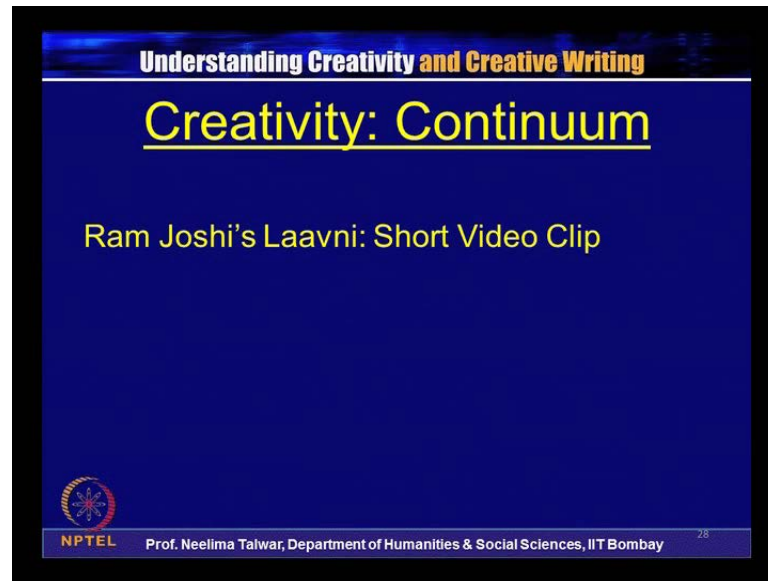 Understanding Creativity and Creative Writing
Creativity: Continuum
Ram Joshi's Laavni: Short Video Clip
NPTEL
Prof. Neelima Talwar, Department of Humanities & Social Sciences, IIT Bombay
28